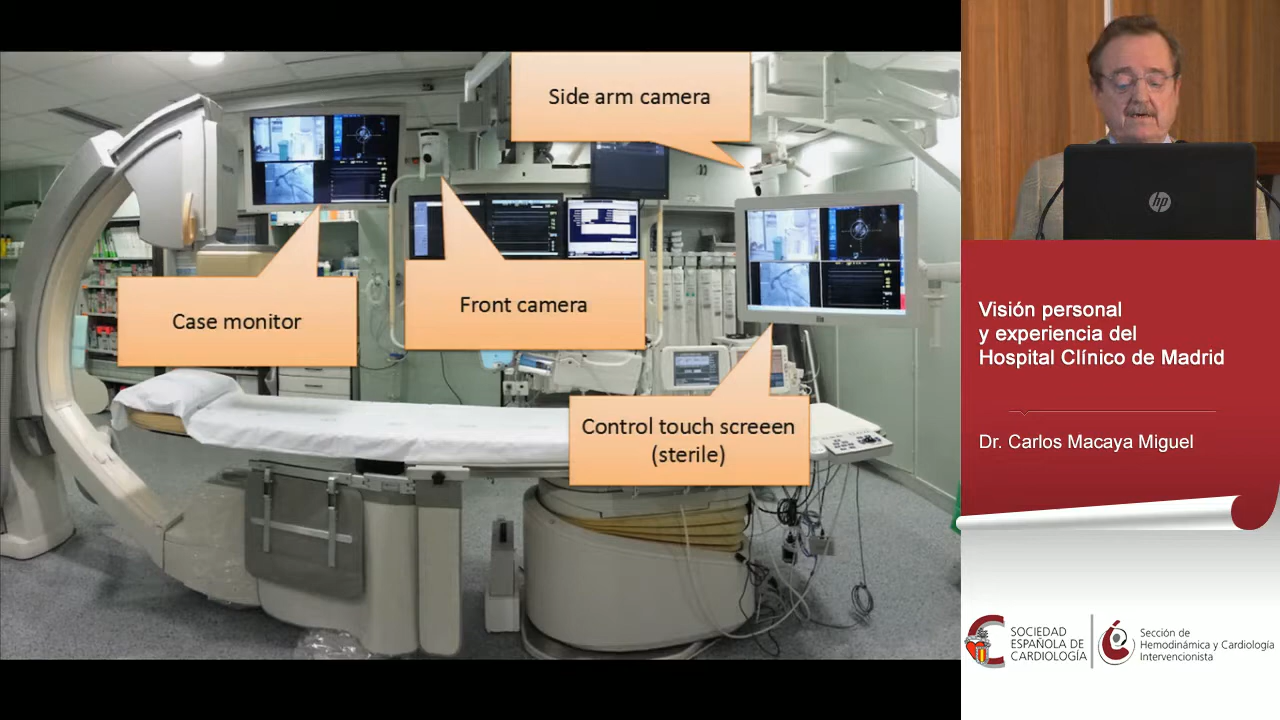 Side arm camera
Case monitor
Front camera
Control touch screeen
(sterile)
hp
Visión personal
y experiencia del
Hospital Clínico de Madrid
Dr. Carlos Macaya Miguel
SOCIEDAD
ESPAÑOLA DE
CARDIOLOGÍA
Sección de
Hemodinámica y Cardiología
Intervencionista